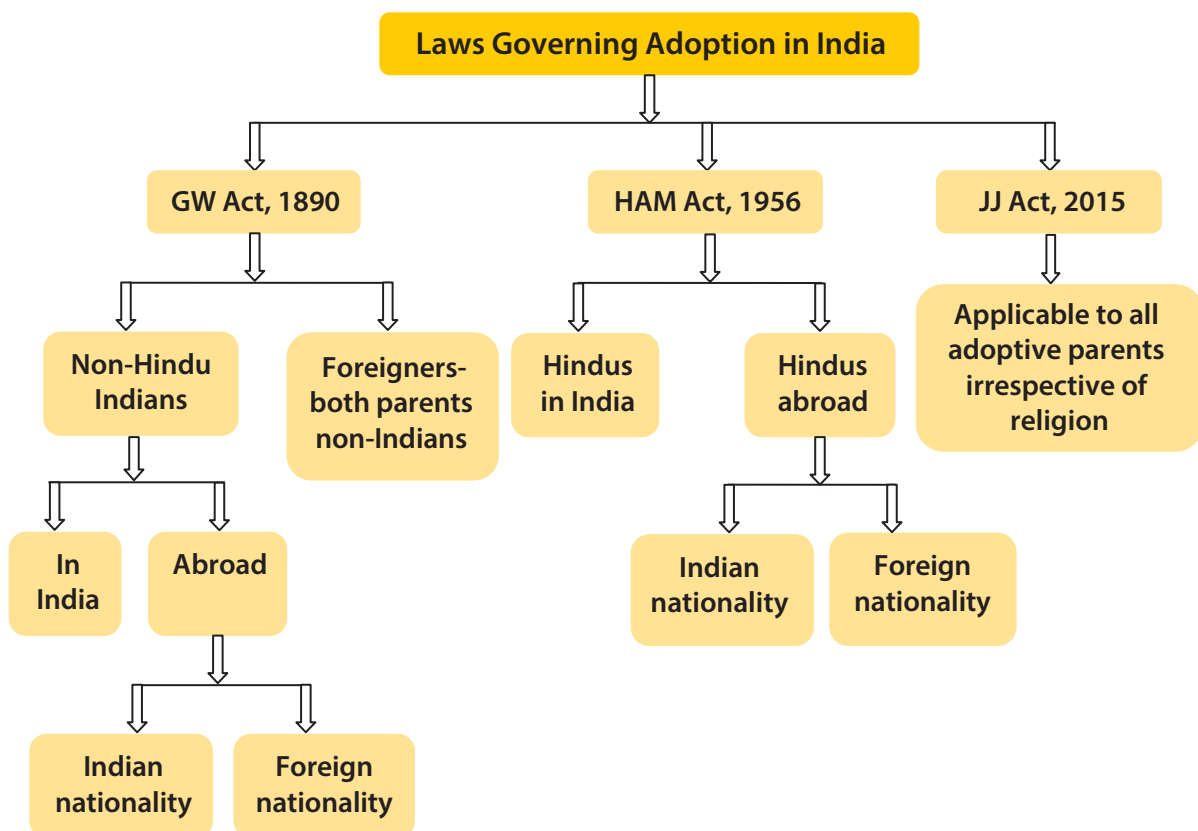 Laws Governing Adoption in India
GW Act, 1890
HAM Act, 1956
JJ Act, 2015
Non-Hindu
Indians
Foreigners-
both parents
non-Indians
Hindus
in India
Hindus
abroad
Applicable to all
adoptive parents
irrespective of
religion
In
India
Abroad
Indian
nationality
Foreign
nationality
Indian
nationality
Foreign
nationality